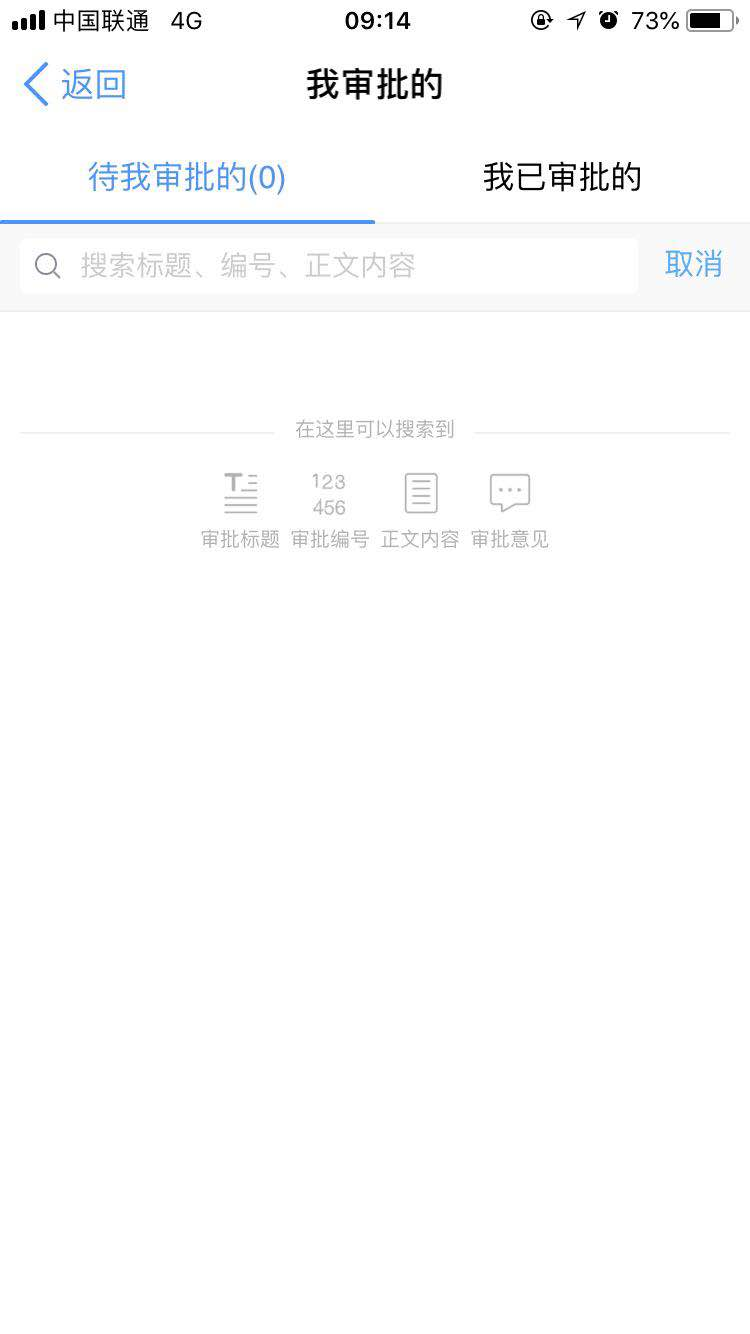 中国联通 4G 09:14 73%
返回 我审批的
待我审批的(0) 我已审批的
搜索标题、编号、正文内容 取消
在这里可以搜索到
T 123
456
审批标题 审批编号 正文内容 审批意见